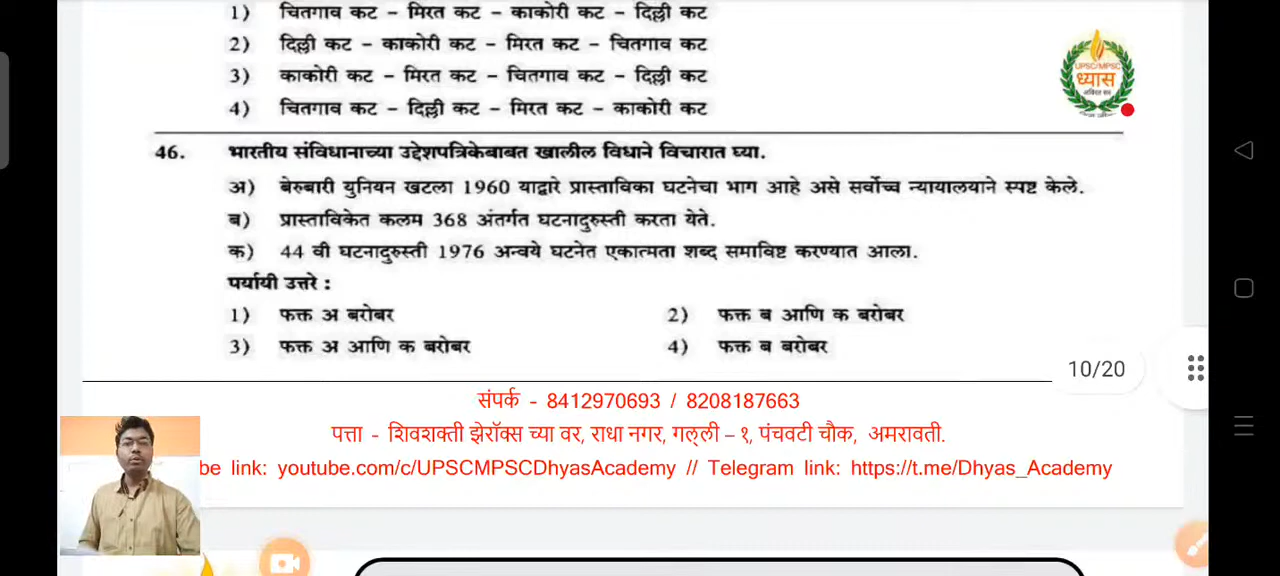 1) चितगाव कट – मिरत कट – काकोरी कट – दिल्ली कट
2) दिल्ली कट – काकोरी कट – मिरत कट – चितगाव कट
3) काकोरी कट – मिरत कट – चितगाव कट – दिल्ली कट
4) चितगाव कट – दिल्ली कट – मिरत कट – काकोरी कट
UPSC/MPSC
ध्यास
46. भारतीय संविधानाच्या उद्देशपत्रिकेबाबत खालील विधाने विचारात घ्या.
अ) बेरुबारी युनियन खटला 1960 याद्वारे प्रास्ताविका घटनेचा भाग आहे असे सर्वोच्च न्यायालयाने स्पष्ट केले.
ब) प्रास्ताविकेत कलम 368 अंतर्गत घटनादुरुस्ती करता येते.
क) 44 वी घटनादुरुस्ती 1976 अन्वये घटनेत एकात्मता शब्द समाविष्ट करण्यात आला.
पर्यायी उत्तरे :
1) फक्त अ बरोबर 2) फक्त ब आणि क बरोबर
3) फक्त अ आणि क बरोबर 4) फक्त ब बरोबर
10/20
संपर्क - 8412970693 / 8208187663
पत्ता - शिवशक्ती झेरॉक्स च्या वर, राधा नगर, गल्ली – १, पंचवटी चौक, अमरावती.
be link: youtube.com/c/UPSCMPSCDhyasAcademy // Telegram link: https://t.me/Dhyas_Academy